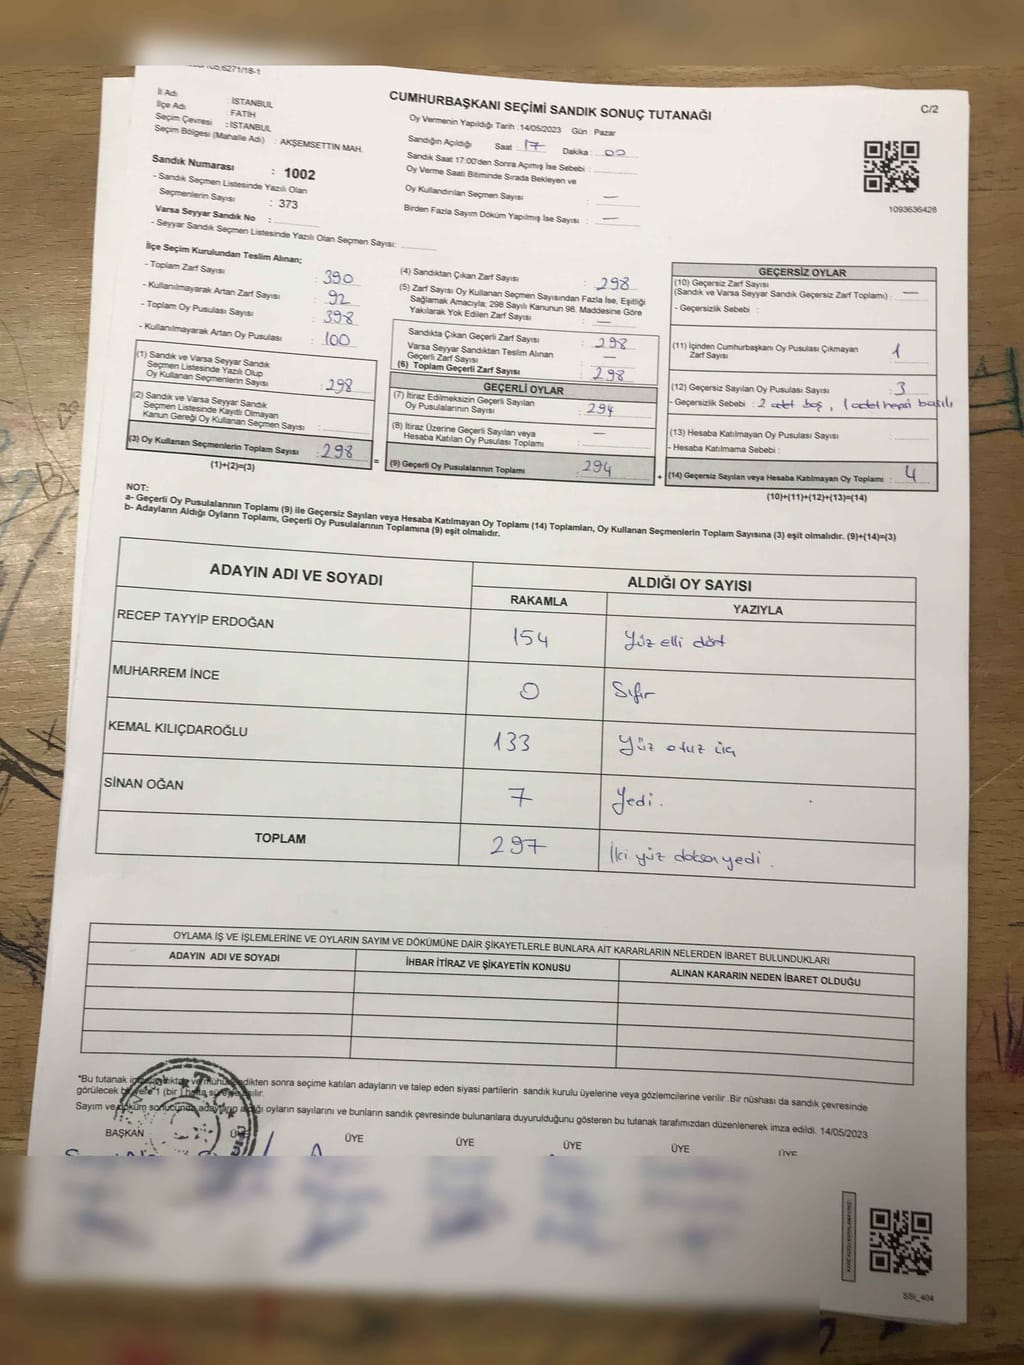 6271/18-1
CUMHURBAŞKANI SEÇİMİ SANDIK SONUÇ TUTANAĞI
C/2
İl Adı : İSTANBUL
İlçe Adı : FATİH
Seçim Çevresi : İSTANBUL
Seçim Bölgesi (Mahalle Adı) : AKŞEMSETTİN MAH.
Oy Vermenin Yapıldığı Tarih : 14/05/2023 Gün : Pazar
Sandığın Açıldığı Saat : 17 Dakika : 00
Sandık Saat 17:00'den Sonra Açımış İse Sebebi :
Oy Verme Saati Bitiminde Sırada Bekleyen ve
Oy Kullandırılan Seçmen Sayısı : —
Birden Fazla Sayım Döküm Yapılmış İse Sayısı : —
1093636428
Sandık Numarası : 1002
- Sandık Seçmen Listesinde Yazılı Olan
Seçmenlerin Sayısı : 373
Varsa Seyyar Sandık No :
- Seyyar Sandık Seçmen Listesinde Yazılı Olan Seçmen Sayısı:
İlçe Seçim Kurulundan Teslim Alınan;
- Toplam Zarf Sayısı : 390
- Kullanılmayarak Artan Zarf Sayısı : 92
- Toplam Oy Pusulası Sayısı : 398
- Kullanılmayarak Artan Oy Pusulası : 100
(1) Sandık ve Varsa Seyyar Sandık
Seçmen Listesinde Yazılı Olup
Oy Kullanan Seçmenlerin Sayısı : 298
(2) Sandık ve Varsa Seyyar Sandık
Seçmen Listesinde Kayıtlı Olmayan
Kanun Gereği Oy Kullanan Seçmen Sayısı :
(3) Oy Kullanan Seçmenlerin Toplam Sayısı : 298
(1)+(2)=(3)
=
(4) Sandıktan Çıkan Zarf Sayısı : 298
(5) Zarf Sayısı Oy Kullanan Seçmen Sayısından Fazla İse, Eşitliği
Sağlamak Amacıyla; 298 Sayılı Kanunun 98. Maddesine Göre
Yakılarak Yok Edilen Zarf Sayısı : —
Sandıkta Çıkan Geçerli Zarf Sayısı : 298
Varsa Seyyar Sandıktan Teslim Alınan
Geçerli Zarf Sayısı : —
(6) Toplam Geçerli Zarf Sayısı : 298
GEÇERLİ OYLAR
(7) İtiraz Edilmeksizin Geçerli Sayılan
Oy Pusulalarının Sayısı : 294
(8) İtiraz Üzerine Geçerli Sayılan veya
Hesaba Katılan Oy Pusulası Toplamı : —
(9) Geçerli Oy Pusulalarının Toplamı : 294
+
GEÇERSİZ OYLAR
(10) Geçersiz Zarf Sayısı
(Sandık ve Varsa Seyyar Sandık Geçersiz Zarf Toplamı) : —
- Geçersizlik Sebebi :
(11) İçinden Cumhurbaşkanı Oy Pusulası Çıkmayan
Zarf Sayısı : 1
(12) Geçersiz Sayılan Oy Pusulası Sayısı : 3
- Geçersizlik Sebebi : 2 adet boş, 1 adet hepsi basılı
(13) Hesaba Katılmayan Oy Pusulası Sayısı :
- Hesaba Katılmama Sebebi :
(14) Geçersiz Sayılan veya Hesaba Katılmayan Oy Toplamı : 4
(10)+(11)+(12)+(13)=(14)
NOT:
a- Geçerli Oy Pusulalarının Toplamı (9) ile Geçersiz Sayılan veya Hesaba Katılmayan Oy Toplamı (14) Toplamları, Oy Kullanan Seçmenlerin Toplam Sayısına (3) eşit olmalıdır. (9)+(14)=(3)
b- Adayların Aldığı Oyların Toplamı, Geçerli Oy Pusulalarının Toplamına (9) eşit olmalıdır.
ADAYIN ADI VE SOYADI
ALDIĞI OY SAYISI
RAKAMLA YAZIYLA
RECEP TAYYİP ERDOĞAN 154 Yüz elli dört
MUHARREM İNCE 0 Sıfır
KEMAL KILIÇDAROĞLU 133 Yüz otuz üç
SİNAN OĞAN 7 Yedi.
TOPLAM 297 İki yüz doksan yedi.
OYLAMA İŞ VE İŞLEMLERİNE VE OYLARIN SAYIM VE DÖKÜMÜNE DAİR ŞİKAYETLERLE BUNLARA AİT KARARLARIN NELERDEN İBARET BULUNDUKLARI
ADAYIN ADI VE SOYADI İHBAR İTİRAZ VE ŞİKAYETİN KONUSU ALINAN KARARIN NEDEN İBARET OLDUĞU
*Bu tutanak ve mühürlendikten sonra seçime katılan adayların ve talep eden siyasi partilerin sandık kurulu üyelerine veya gözlemcilerine verilir .Bir nüshası da sandık çevresinde
görülecek bir yere 1 (bir) hafta süreyle asılır.
Sayım ve döküm sonucunda adayların aldığı oyların sayılarını ve bunların sandık çevresinde bulunanlara duyurulduğunu gösteren bu tutanak tarafımızdan düzenlenerek imza edildi. 14/05/2023
BAŞKAN ÜYE ÜYE ÜYE ÜYE ÜYE ÜYE
SSI_404